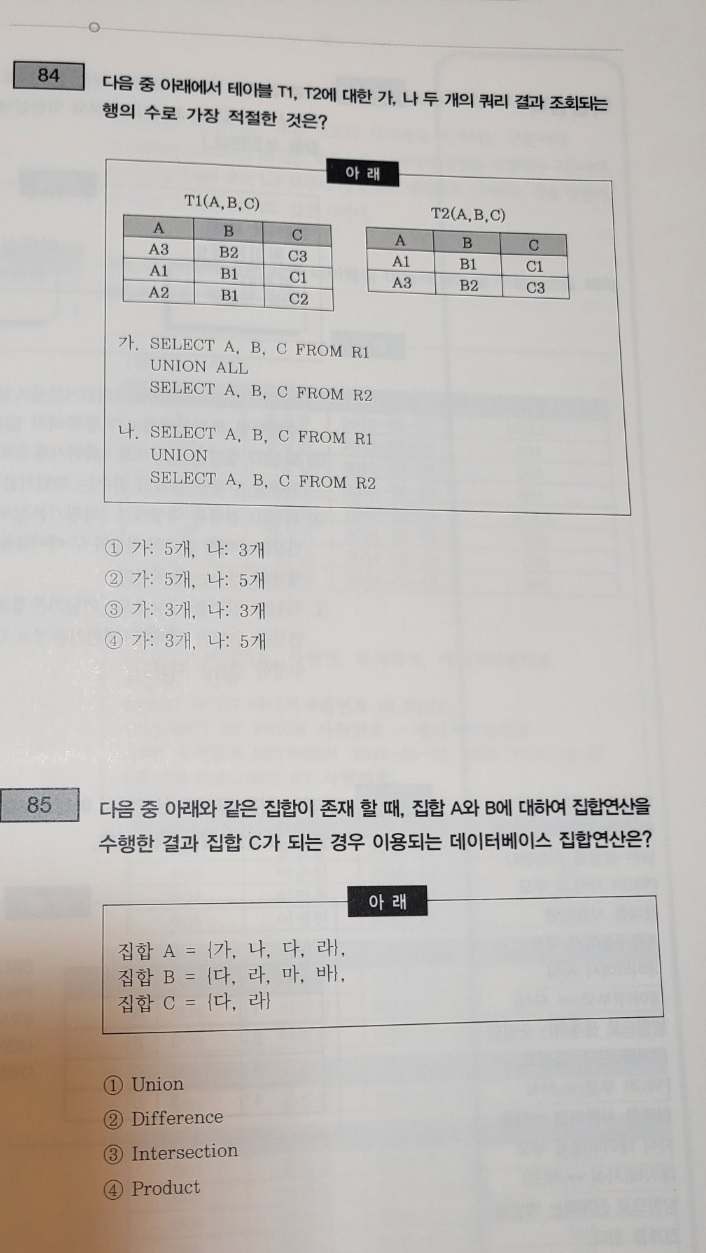 84
다음 중 아래에서 테이블 T1, T2에 대한 가, 나 두 개의 쿼리 결과 조회되는
행의 수로 가장 적절한 것은?
아 래
T1(A,B,C)
A B C
A3 B2 C3
A1 B1 C1
A2 B1 C2
T2(A,B,C)
A B C
A1 B1 C1
A3 B2 C3
가. SELECT A, B, C FROM R1
UNION ALL
SELECT A, B, C FROM R2
나. SELECT A, B, C FROM R1
UNION
SELECT A, B, C FROM R2
① 가: 5개, 나: 3개
② 가: 5개, 나: 5개
③ 가: 3개, 나: 3개
④ 가: 3개, 나: 5개
85
다음 중 아래와 같은 집합이 존재 할 때, 집합 A와 B에 대하여 집합연산을
수행한 결과 집합 C가 되는 경우 이용되는 데이터베이스 집합연산은?
아 래
집합 A = {가, 나, 다, 라},
집합 B = {다, 라, 마, 바},
집합 C = {다, 라}
① Union
② Difference
③ Intersection
④ Product